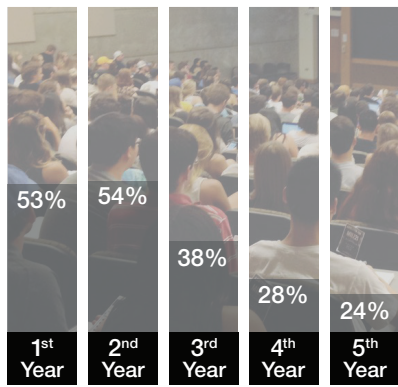 53%
54%
38%
28%
24%
1st Year
2nd Year
3rd Year
4th Year
5th Year